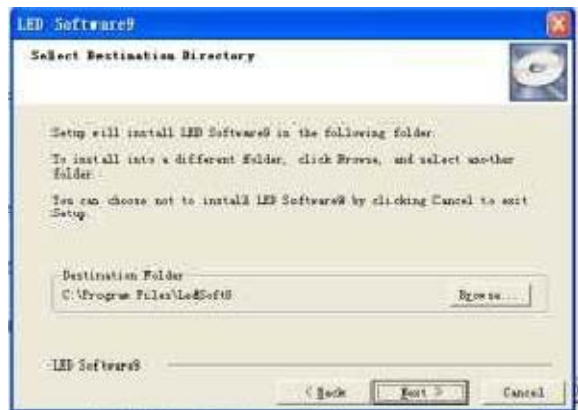 LED Software9
Select Destination Directory
Setup will install LED Software9 in the following folder.
To install into a different folder, click Browse, and select another
folder.
You can choose not to install LED Software9 by clicking Cancel to exit
Setup.
Destination Folder
C:\Program Files\LedSoft9
Browse...
LED Software9
< Back
Next >
Cancel